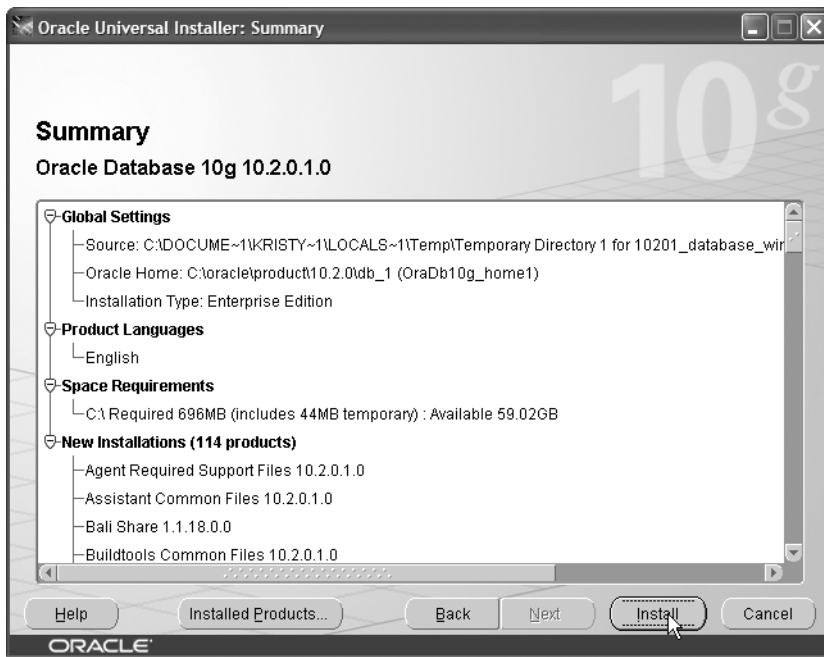 Oracle Universal Installer: Summary
10g
Summary
Oracle Database 10g 10.2.0.1.0
Global Settings
Source: C:\DOCUME~1\KRISTY~1\LOCALS~1\Temp\Temporary Directory 1 for 10201_database_wir
Oracle Home: C:\oracle\product\10.2.0\db_1 (OraDb10g_home1)
Installation Type: Enterprise Edition
Product Languages
English
Space Requirements
C:\ Required 696MB (includes 44MB temporary) : Available 59.02GB
New Installations (114 products)
Agent Required Support Files 10.2.0.1.0
Assistant Common Files 10.2.0.1.0
Bali Share 1.1.18.0.0
Buildtools Common Files 10.2.0.1.0
Help Installed Products... Back Next Install Cancel
ORACLE